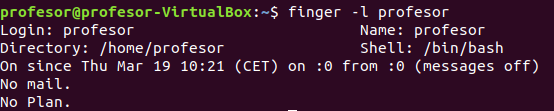 profesor@profesor-VirtualBox:~$ finger -l profesor
Login: profesor                         Name: profesor
Directory: /home/profesor               Shell: /bin/bash
On since Thu Mar 19 10:21 (CET) on :0 from :0 (messages off)
No mail.
No Plan.